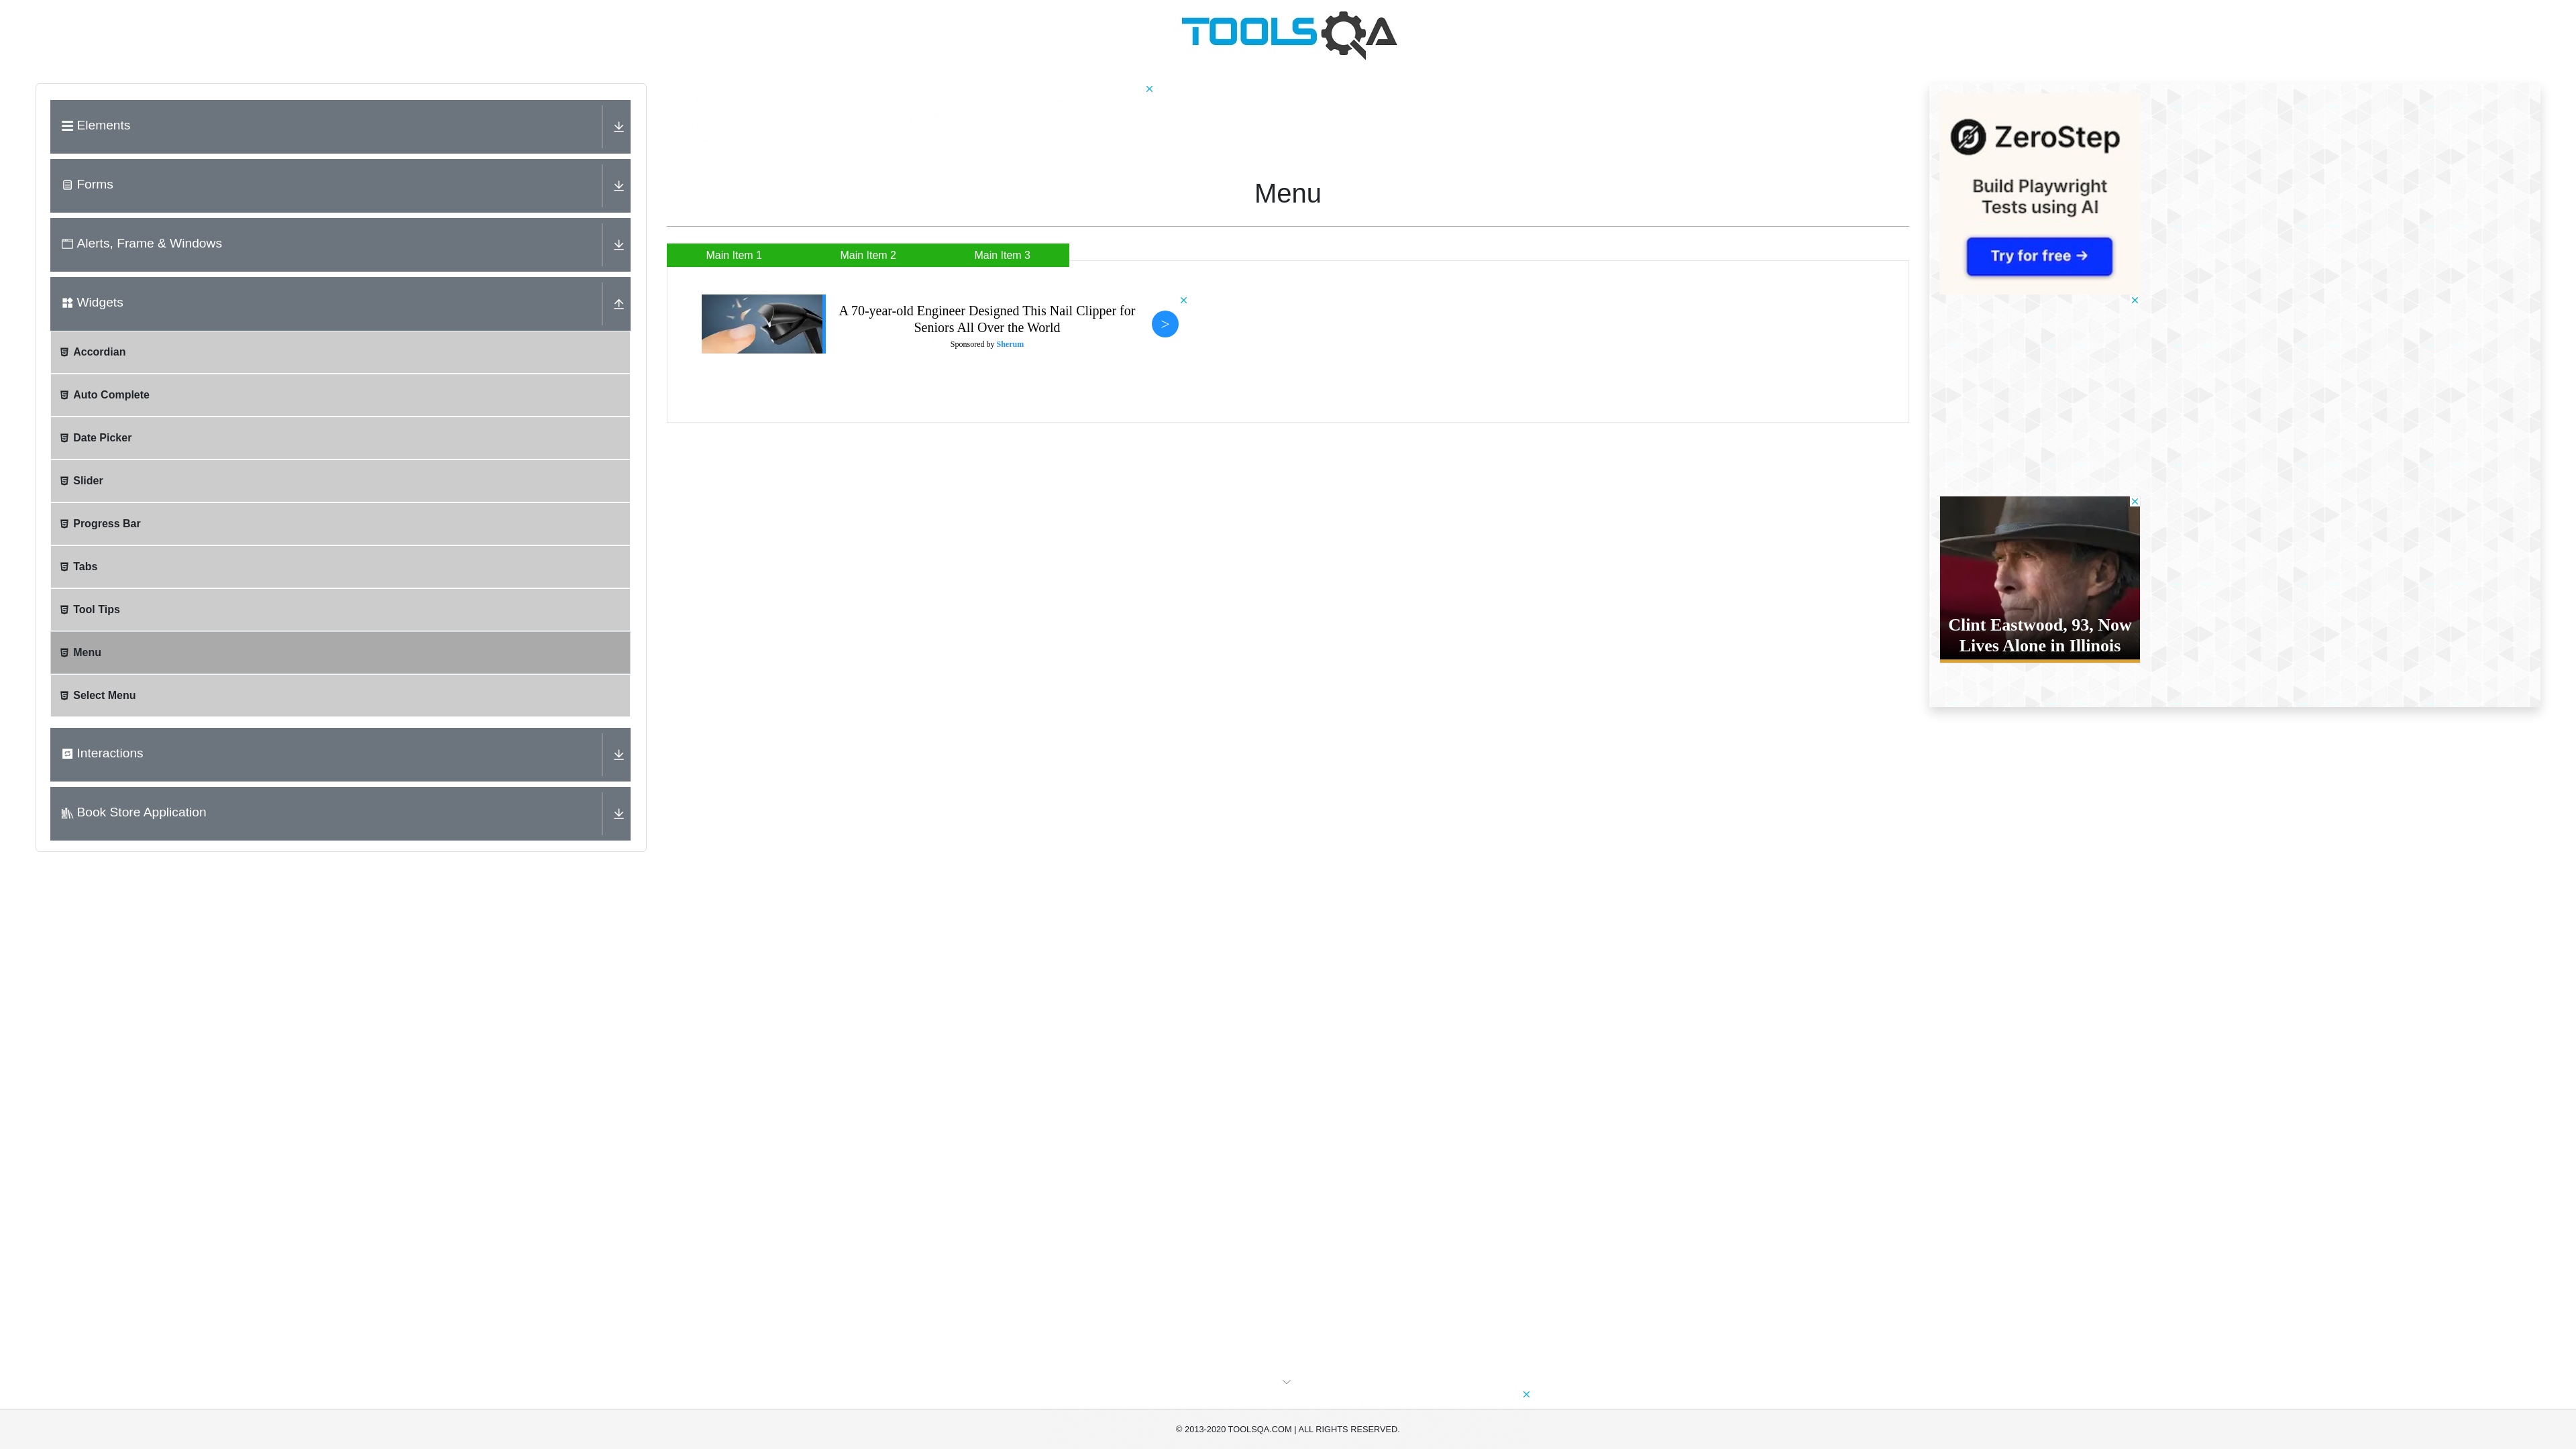 TOOLSQA
Elements
Forms
Alerts, Frame & Windows
Widgets
Accordian
Auto Complete
Date Picker
Slider
Progress Bar
Tabs
Tool Tips
Menu
Select Menu
Interactions
Book Store Application
Menu
Main Item 1
Main Item 2
Main Item 3
A 70-year-old Engineer Designed This Nail Clipper for
Seniors All Over the World
Sponsored by Sherum
>
ZeroStep
Build Playwright
Tests using AI
Try for free →
Clint Eastwood, 93, Now
Lives Alone in Illinois
© 2013-2020 TOOLSQA.COM | ALL RIGHTS RESERVED.